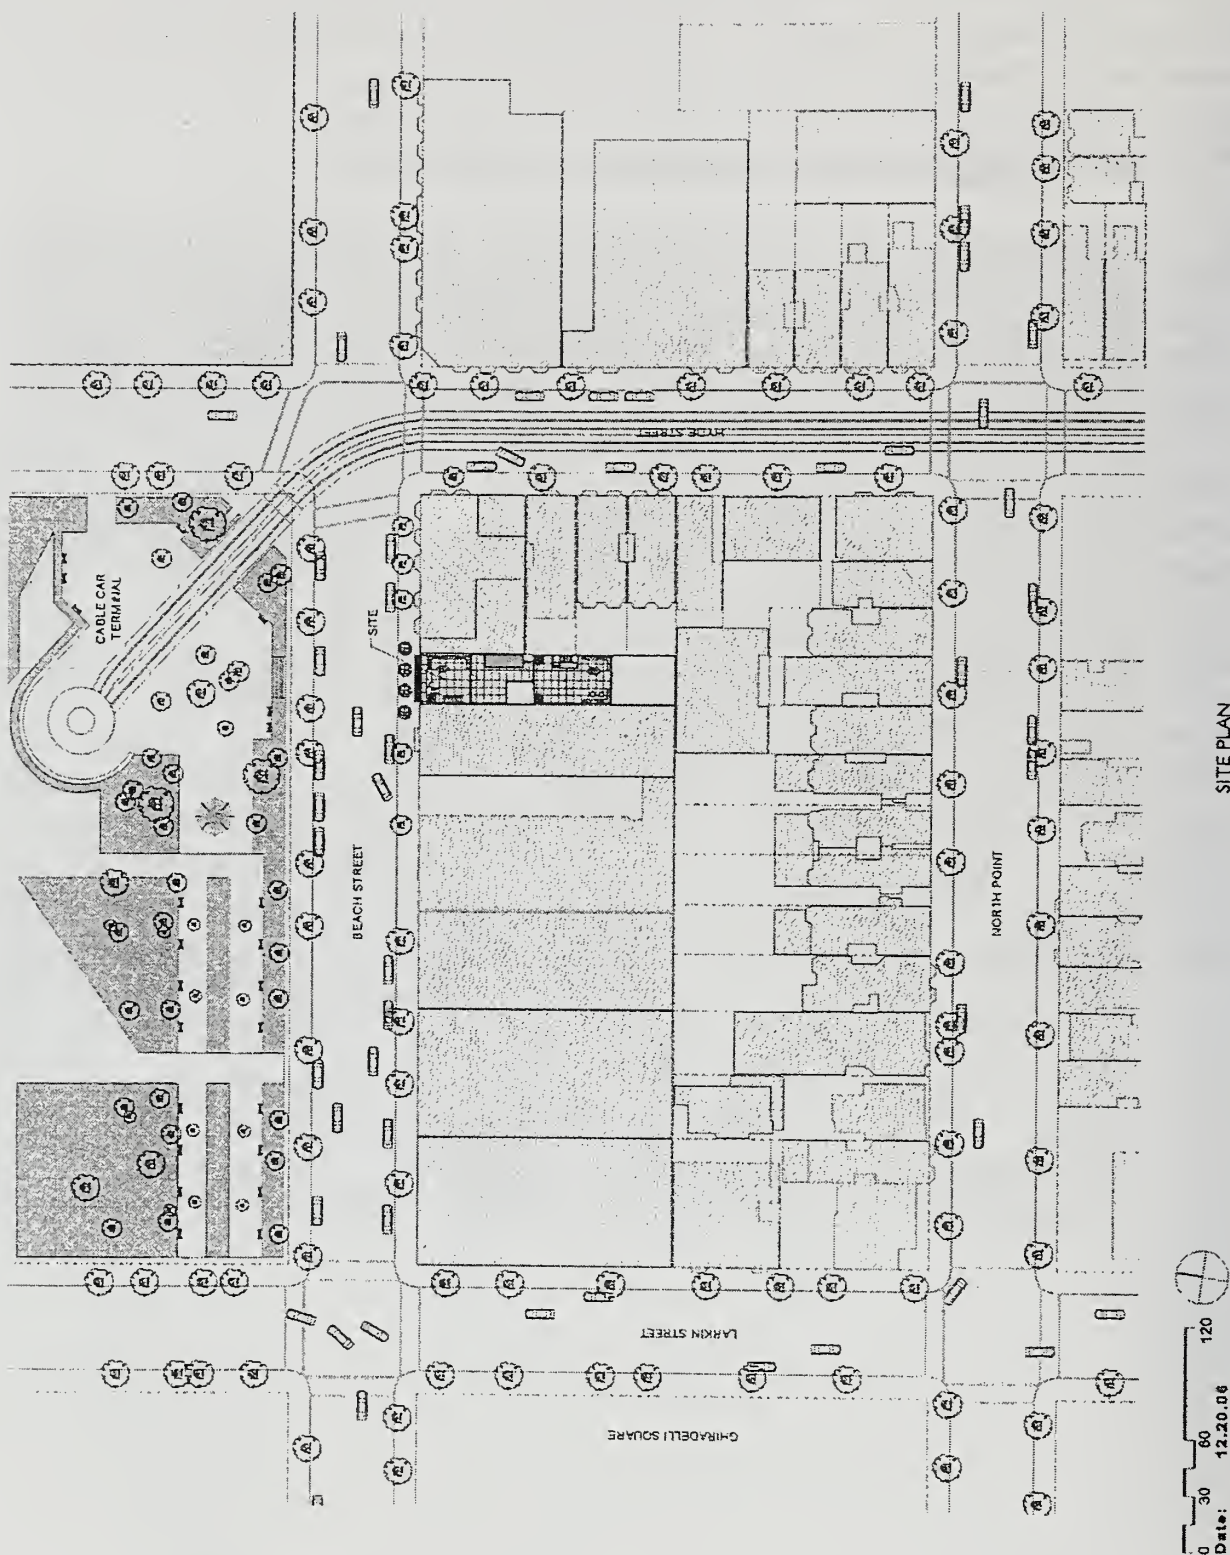 CABLE CAR
TERMINAL
HYDE STREET
SITE
BEACH STREET
NORTH POINT
LARKIN STREET
GHIRADELLI SQUARE
SITE PLAN
0 30 60 120
Date: 12.20.06